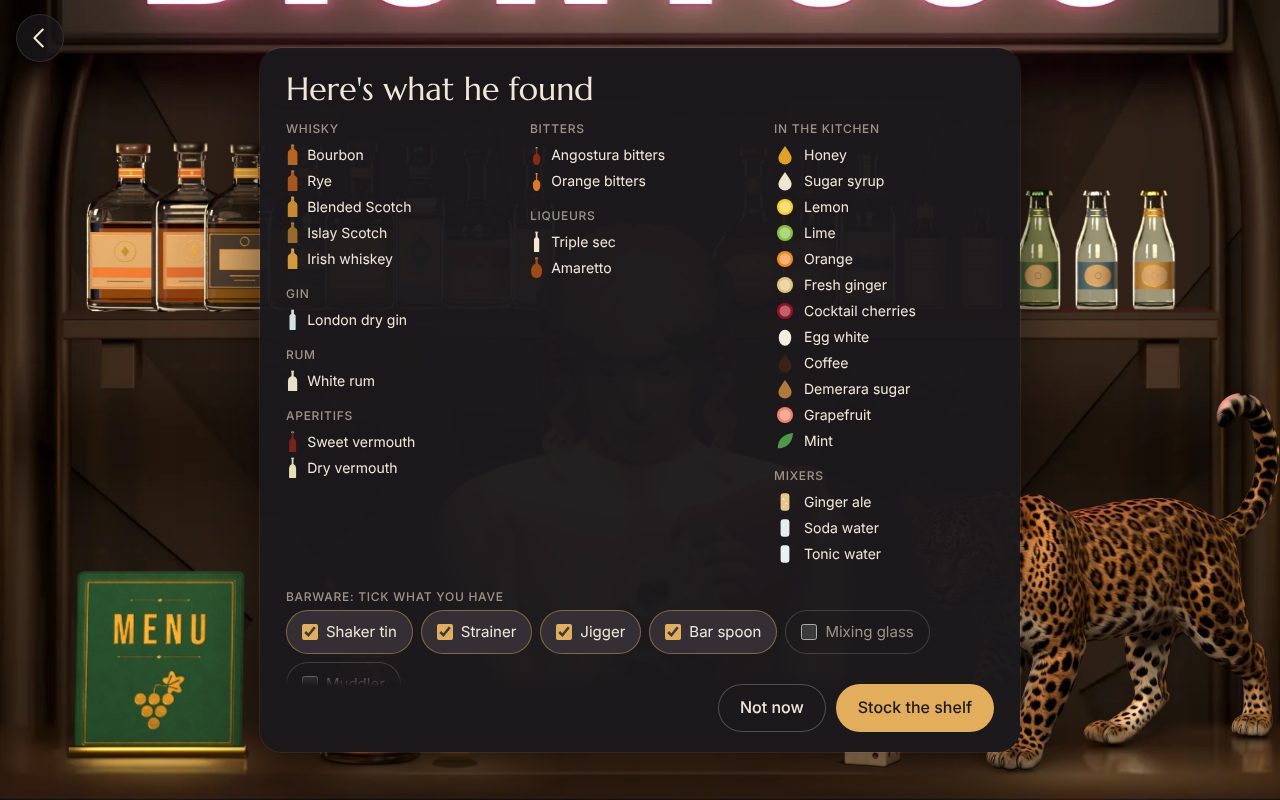 Here's what he found
WHISKY
Bourbon
Rye
Blended Scotch
Islay Scotch
Irish whiskey
GIN
London dry gin
RUM
White rum
APERITIFS
Sweet vermouth
Dry vermouth
BITTERS
Angostura bitters
Orange bitters
LIQUEURS
Triple sec
Amaretto
IN THE KITCHEN
Honey
Sugar syrup
Lemon
Lime
Orange
Fresh ginger
Cocktail cherries
Egg white
Coffee
Demerara sugar
Grapefruit
Mint
MIXERS
Ginger ale
Soda water
Tonic water
BARWARE: TICK WHAT YOU HAVE
Shaker tin
Strainer
Jigger
Bar spoon
Mixing glass
Muddler
Not now
Stock the shelf
MENU